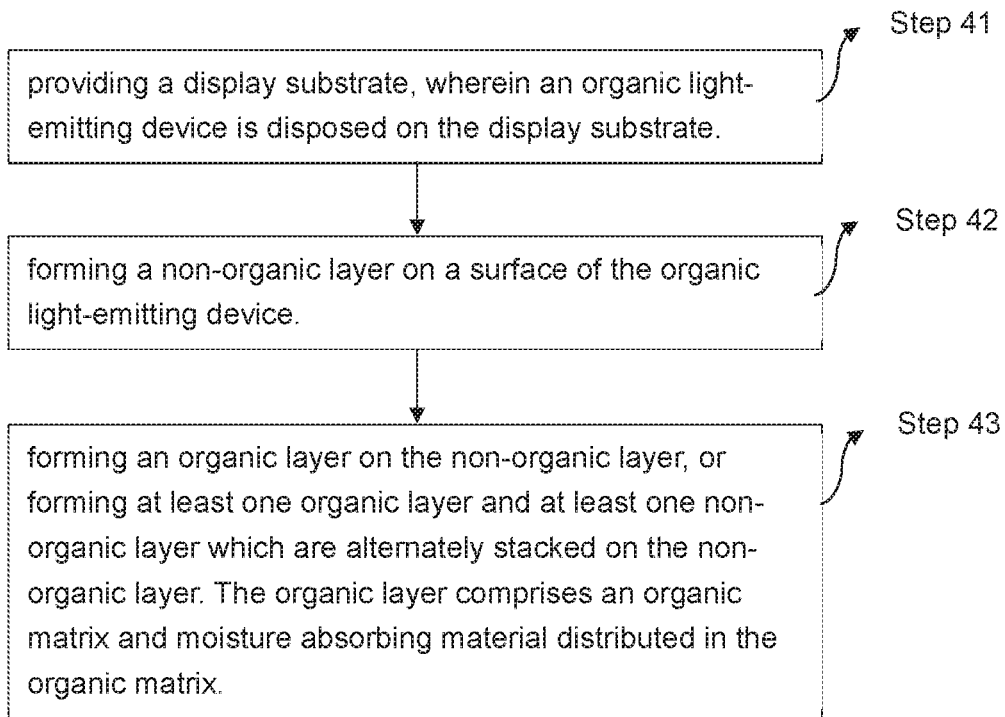 Step 41
providing a display substrate, wherein an organic light-
emitting device is disposed on the display substrate.
Step 42
forming a non-organic layer on a surface of the organic
light-emitting device.
Step 43
forming an organic layer on the non-organic layer, or
forming at least one organic layer and at least one non-
organic layer which are alternately stacked on the non-
organic layer. The organic layer comprises an organic
matrix and moisture absorbing material distributed in the
organic matrix.